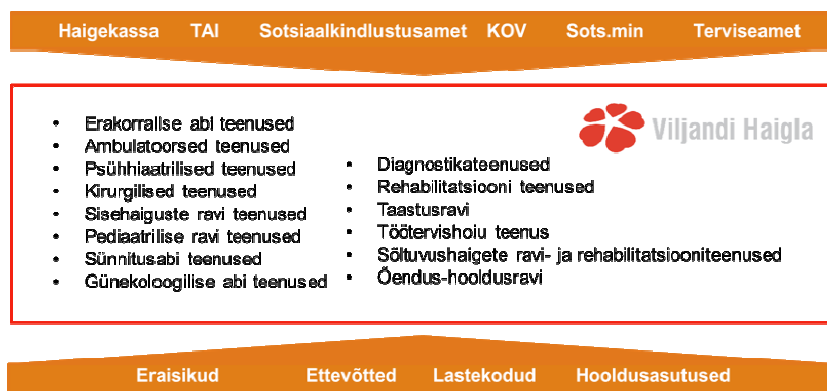 Haigekassa TAI Sotsiaalkindlustusamet KOV Sots.min Terviseamet
Viljandi Haigla
• Erakorralise abi teenused
• Ambulatoorsed teenused
• Psühhiaatrilised teenused
• Kirurgilised teenused
• Sisehaiguste ravi teenused
• Pediaatrilise ravi teenused
• Sünnitusabi teenused
• Günekoloogilise abi teenused
• Diagnostikateenused
• Rehabilitatsiooni teenused
• Taastusravi
• Töötervishoiu teenus
• Sõltuvushaigete ravi- ja rehabilitatsiooniteenused
• Õendus-hooldusravi
Eraisikud Ettevõtted Lastekodud Hooldusasutused